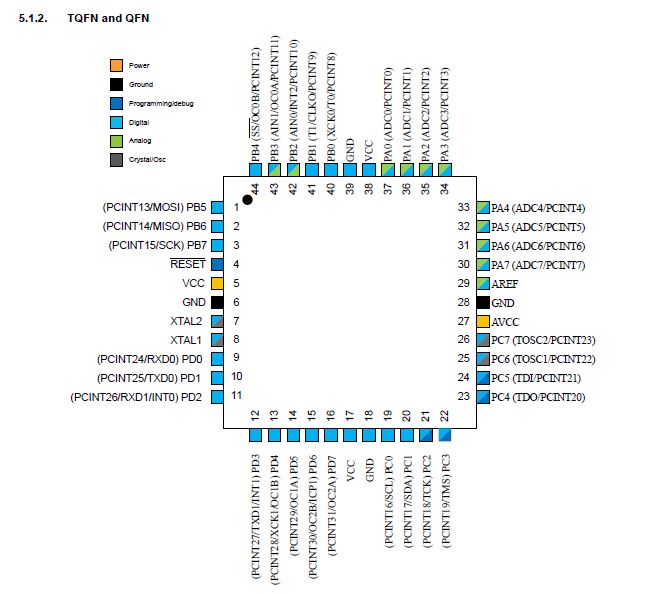 5.1.2. TQFN and QFN
Power
Ground
Programming/debug
Digital
Analog
Crystal/Osc
PB4 (SS/OC0B/PCINT12)
PB3 (AIN1/OC0A/PCINT11)
PB2 (AIN0/INT2/PCINT10)
PB1 (T1/CLKO/PCINT9)
PB0 (XCK0/T0/PCINT8)
GND
VCC
PA0 (ADC0/PCINT0)
PA1 (ADC1/PCINT1)
PA2 (ADC2/PCINT2)
PA3 (ADC3/PCINT3)
44
43
42
41
40
39
38
37
36
35
34
(PCINT13/MOSI) PB5 1
(PCINT14/MISO) PB6 2
(PCINT15/SCK) PB7 3
RESET 4
VCC 5
GND 6
XTAL2 7
XTAL1 8
(PCINT24/RXD0) PD0 9
(PCINT25/TXD0) PD1 10
(PCINT26/RXD1/INT0) PD2 11
33 PA4 (ADC4/PCINT4)
32 PA5 (ADC5/PCINT5)
31 PA6 (ADC6/PCINT6)
30 PA7 (ADC7/PCINT7)
29 AREF
28 GND
27 AVCC
26 PC7 (TOSC2/PCINT23)
25 PC6 (TOSC1/PCINT22)
24 PC5 (TDI/PCINT21)
23 PC4 (TDO/PCINT20)
12
13
14
15
16
17
18
19
20
21
22
(PCINT27/TXD1/INT1) PD3
(PCINT28/XCK1/OC1B) PD4
(PCINT29/OC1A) PD5
(PCINT30/OC2B/ICP1) PD6
(PCINT31/OC2A) PD7
VCC
GND
(PCINT16/SCL) PC0
(PCINT17/SDA) PC1
(PCINT18/TCK) PC2
(PCINT19/TMS) PC3